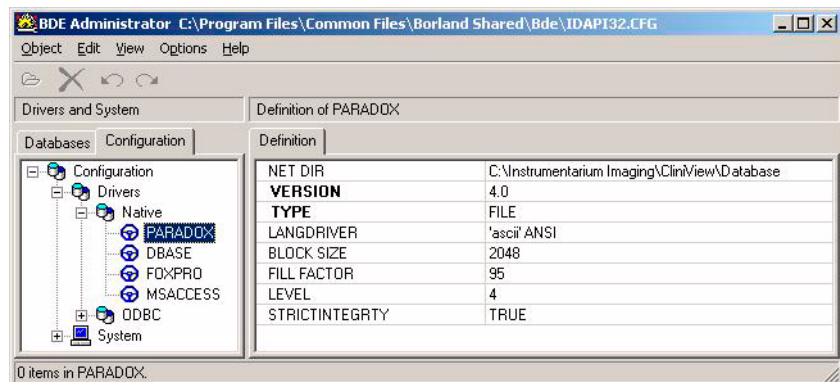 BDE Administrator C:\Program Files\Common Files\Borland Shared\Bde\IDAPI32.CFG
Object Edit View Options Help
Drivers and System
Definition of PARADOX
Databases Configuration
Definition
Configuration
Drivers
Native
PARADOX
DBASE
FOXPRO
MSACCESS
ODBC
System
NET DIR C:\Instrumentarium Imaging\CliniView\Database
VERSION 4.0
TYPE FILE
LANGDRIVER 'ascii' ANSI
BLOCK SIZE 2048
FILL FACTOR 95
LEVEL 4
STRICTINTEGRTY TRUE
0 items in PARADOX.